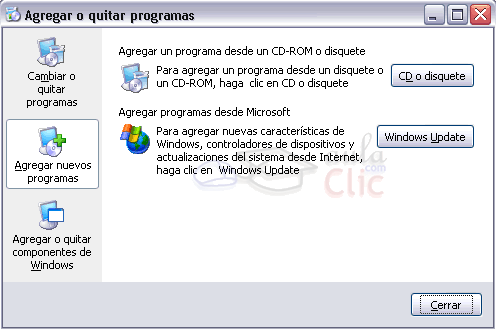 Agregar o quitar programas
Cambiar o
quitar
programas
Agregar nuevos
programas
Agregar o quitar
componentes de
Windows
Agregar un programa desde un CD-ROM o disquete
Para agregar un programa desde un disquete o
un CD-ROM, haga clic en CD o disquete
CD o disquete
Agregar programas desde Microsoft
Para agregar nuevas características de
Windows, controladores de dispositivos y
actualizaciones del sistema desde Internet,
haga clic en Windows Update
Windows Update
.com
Clic
Cerrar